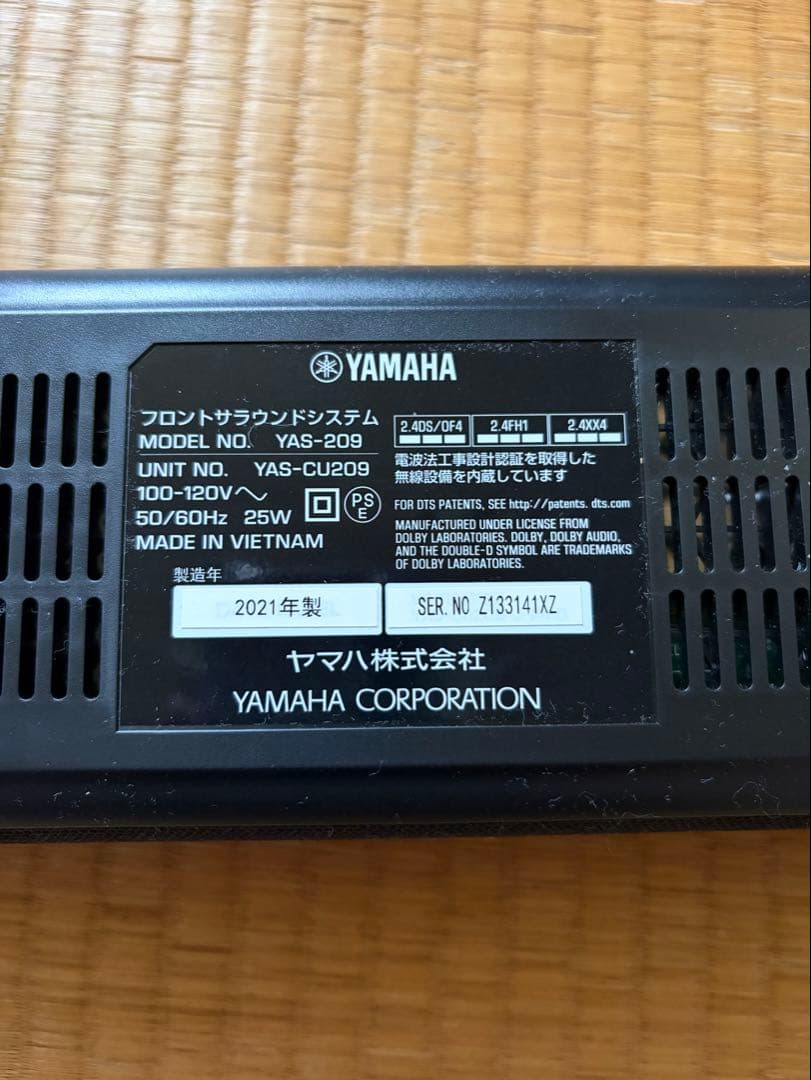 YAMAHA
フロントサラウンドシステム
MODEL NO. YAS-209
UNIT NO. YAS-CU209
100-120V～
50/60Hz 25W
PS
E
MADE IN VIETNAM
2.4DS/OF4 2.4FH1 2.4XX4
電波法工事設計認証を取得した
無線設備を内蔵しています
FOR DTS PATENTS, SEE http://patents. dts.com
MANUFACTURED UNDER LICENSE FROM
DOLBY LABORATORIES. DOLBY, DOLBY AUDIO,
AND THE DOUBLE-D SYMBOL ARE TRADEMARKS
OF DOLBY LABORATORIES.
製造年
2021年製
SER. NO Z133141XZ
ヤマハ株式会社
YAMAHA CORPORATION